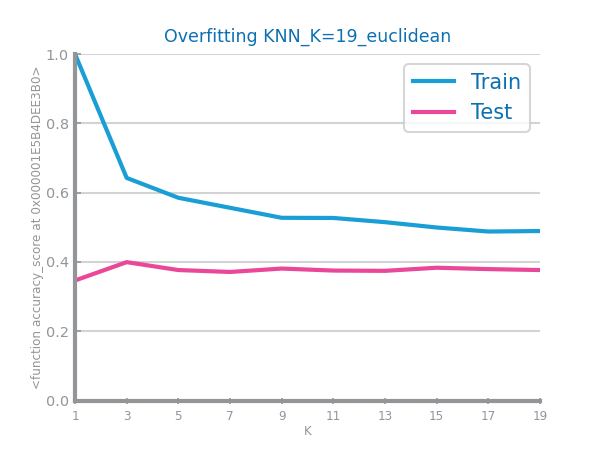 Overfitting KNN_K=19_euclidean
<function accuracy_score at 0x000001E5B4DEE3B0>
1.0
0.8
0.6
0.4
0.2
0.0
Train
Test
1 3 5 7 9 11 13 15 17 19
K